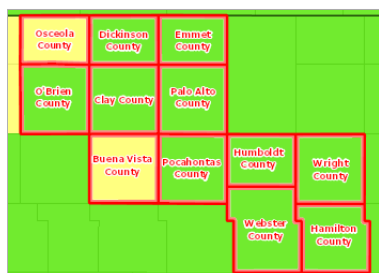 Osceola
County
Dickinson
County
Emmet
County
O'Brien
County
Clay County
Palo Alto
County
Buena Vista
County
Pocahontas
County
Humboldt
County
Wright
County
Webster
County
Hamilton
County